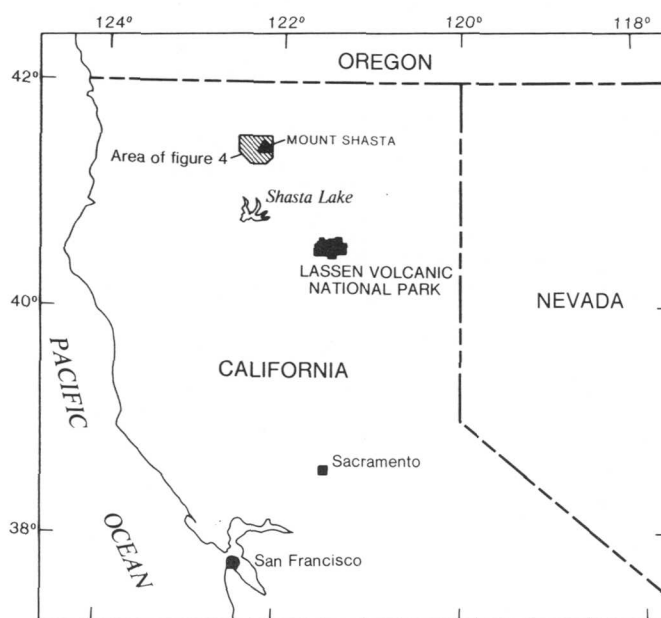 124° 122° 120° 118°
42°
OREGON
MOUNT SHASTA
Area of figure 4
Shasta Lake
LASSEN VOLCANIC
NATIONAL PARK
40°
NEVADA
CALIFORNIA
PACIFIC
OCEAN
Sacramento
38°
San Francisco